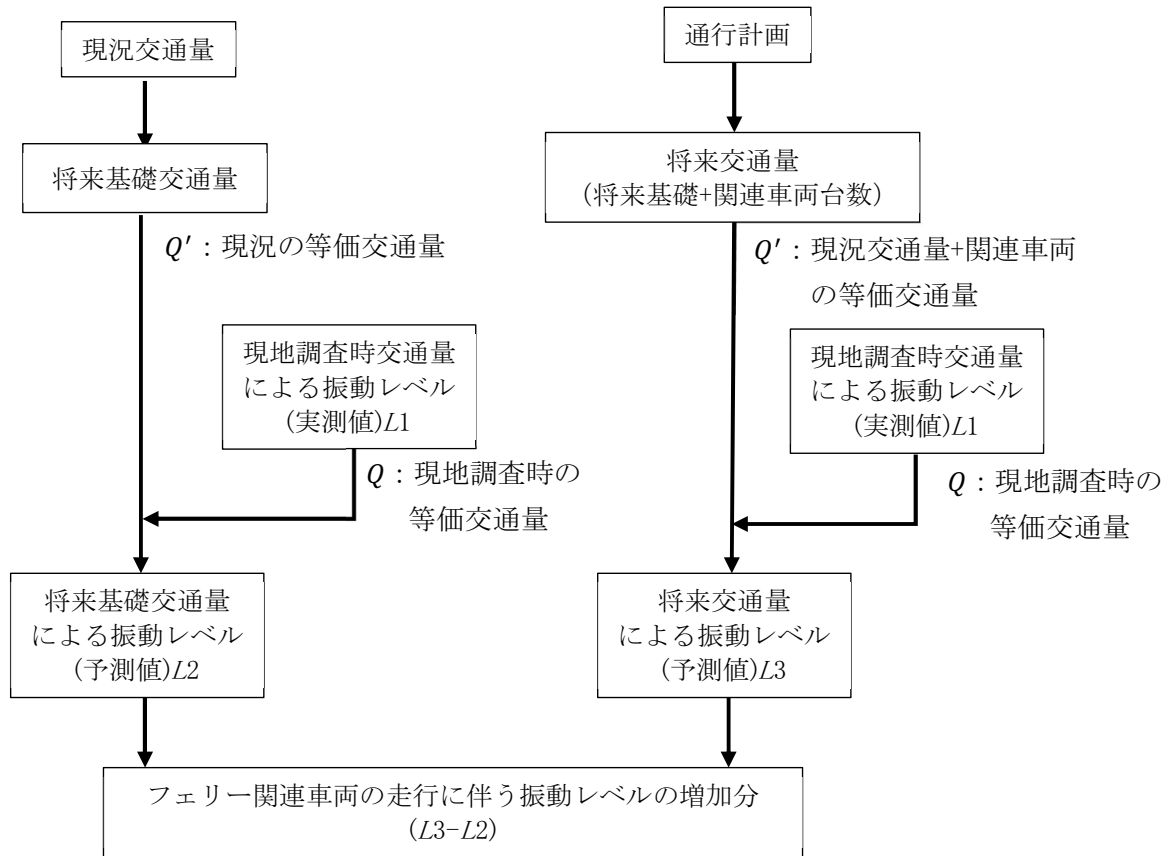 現況交通量
将来基礎交通量
Q′：現況の等価交通量
現地調査時交通量
による振動レベル
(実測値)L1
Q：現地調査時の
等価交通量
将来基礎交通量
による振動レベル
(予測値)L2
通行計画
将来交通量
(将来基礎+関連車両台数)
Q′：現況交通量+関連車両
の等価交通量
現地調査時交通量
による振動レベル
(実測値)L1
Q：現地調査時の
等価交通量
将来交通量
による振動レベル
(予測値)L3
フェリー関連車両の走行に伴う振動レベルの増加分
(L3-L2)